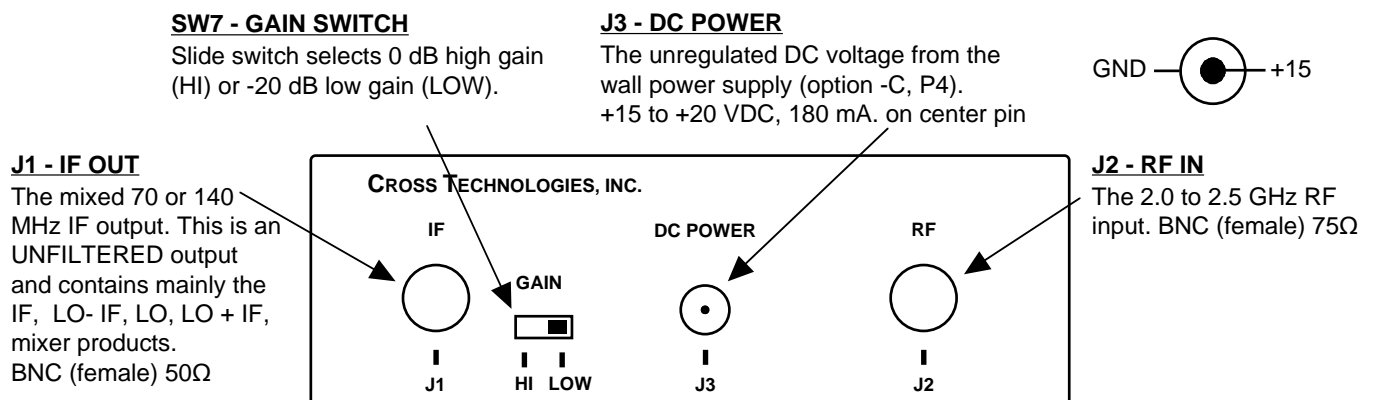 SW7 - GAIN SWITCH
Slide switch selects 0 dB high gain
(HI) or -20 dB low gain (LOW).
J3 - DC POWER
The unregulated DC voltage from the
wall power supply (option -C, P4).
+15 to +20 VDC, 180 mA. on center pin
GND
+15
J1 - IF OUT
The mixed 70 or 140
MHz IF output. This is an
UNFILTERED output
and contains mainly the
IF, LO- IF, LO, LO + IF,
mixer products.
BNC (female) 50Ω
J2 - RF IN
The 2.0 to 2.5 GHz RF
input. BNC (female) 75Ω
CROSS TECHNOLOGIES, INC.
IF
DC POWER
RF
GAIN
J1
HI LOW
J3
J2